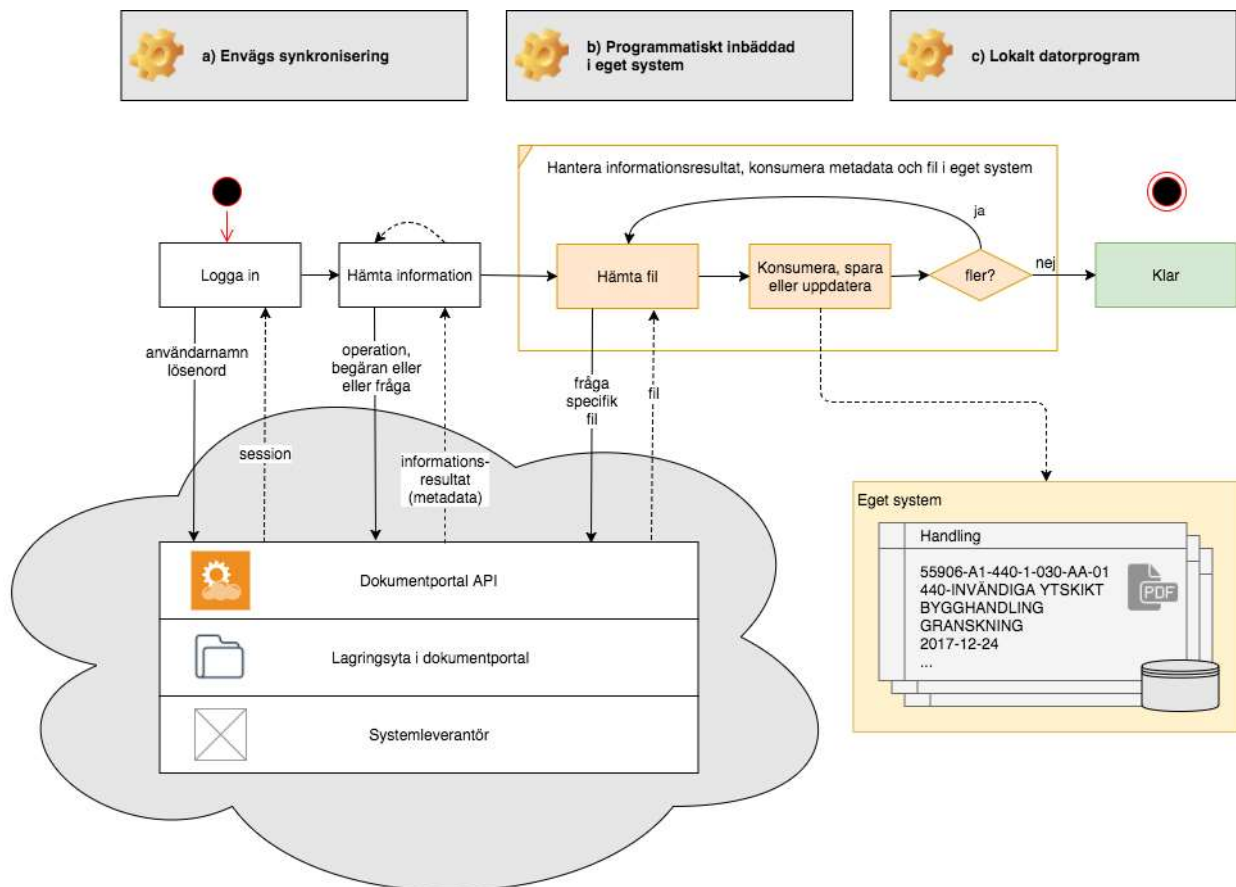 a) Envägs synkronisering
b) Programmatiskt inbäddad
i eget system
c) Lokalt datorprogram
Hantera informationsresultat, konsumera metadata och fil i eget system
ja
Logga in
Hämta information
Hämta fil
Konsumera, spara
eller uppdatera
fler?
nej
Klar
användarnamn
lösenord
operation,
begäran eller
eller fråga
fråga
specifik
fil
fil
session
informations-
resultat
(metadata)
Eget system
Handling
55906-A1-440-1-030-AA-01
440-INVÄNDIGA YTSKIKT
BYGGHANDLING
GRANSKNING
2017-12-24
...
PDF
Dokumentportal API
Lagringsyta i dokumentportal
Systemleverantör